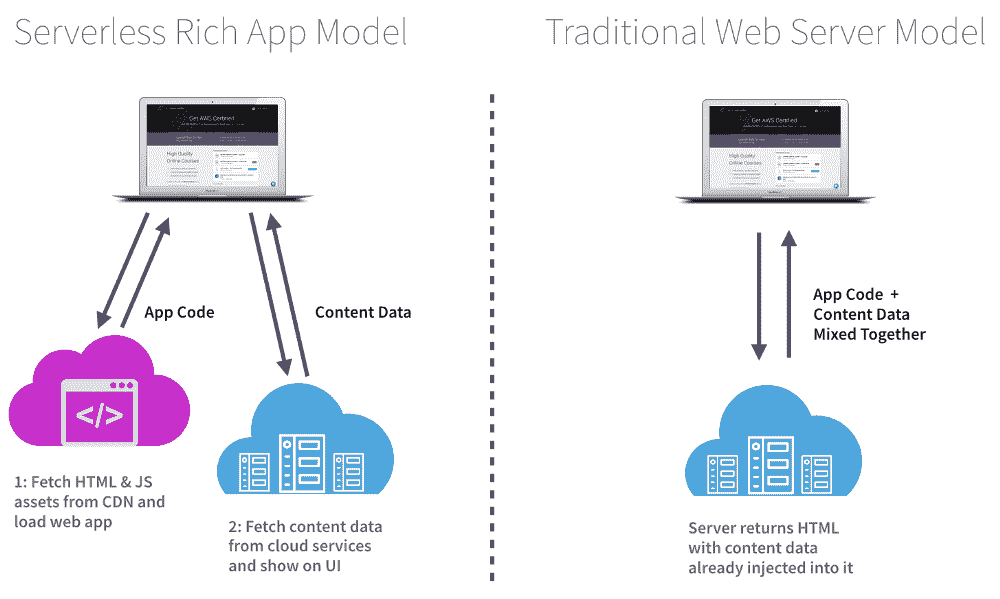 Serverless Rich App Model
Traditional Web Server Model
Get AWS Certified
High Quality
Online Courses
App Code
Content Data
</>
1: Fetch HTML & JS
assets from CDN and
load web app
2: Fetch content data
from cloud services
and show on UI
Get AWS Certified
High Quality
Online Courses
App Code +
Content Data
Mixed Together
Server returns HTML
with content data
already injected into it